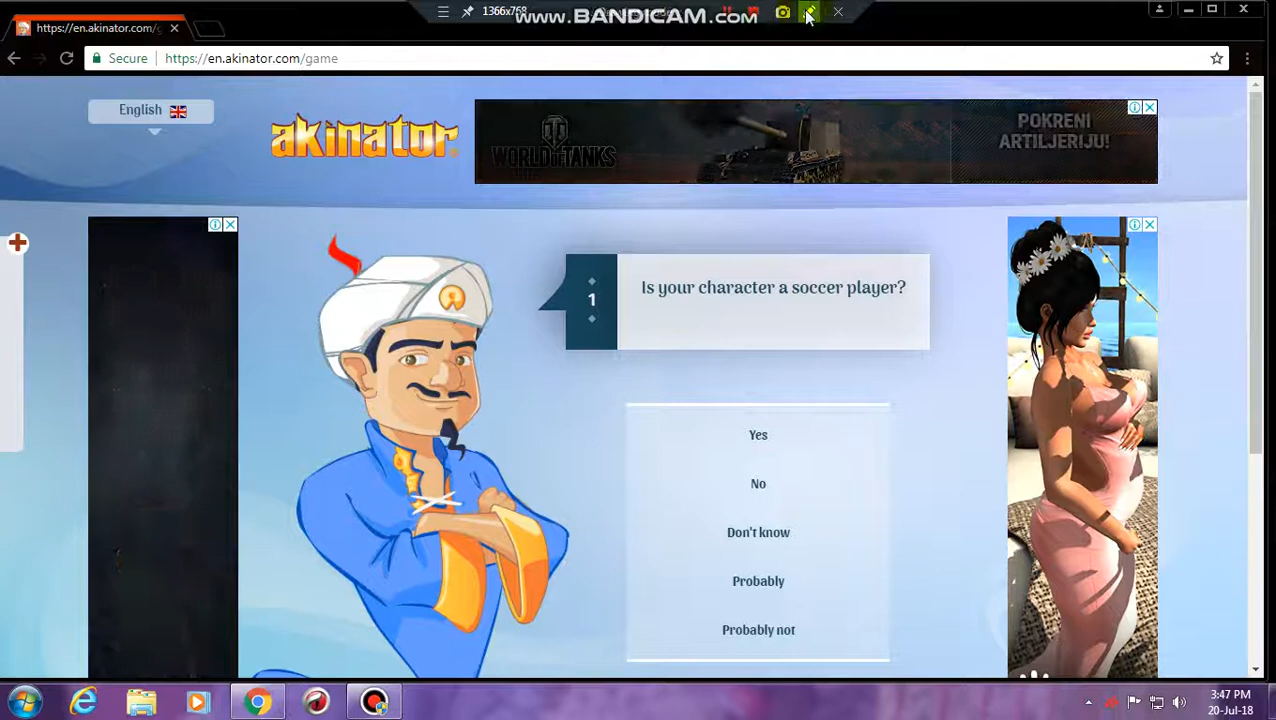 1366x768
www.BANDICAM.com
https://en.akinator.com/g
Secure
https://en.akinator.com/game
English
akinator
WORLD OF TANKS
POKRENI
ARTILJERIJU!
1
Is your character a soccer player?
Yes
No
Don't know
Probably
Probably not
3:47 PM
20-Jul-18